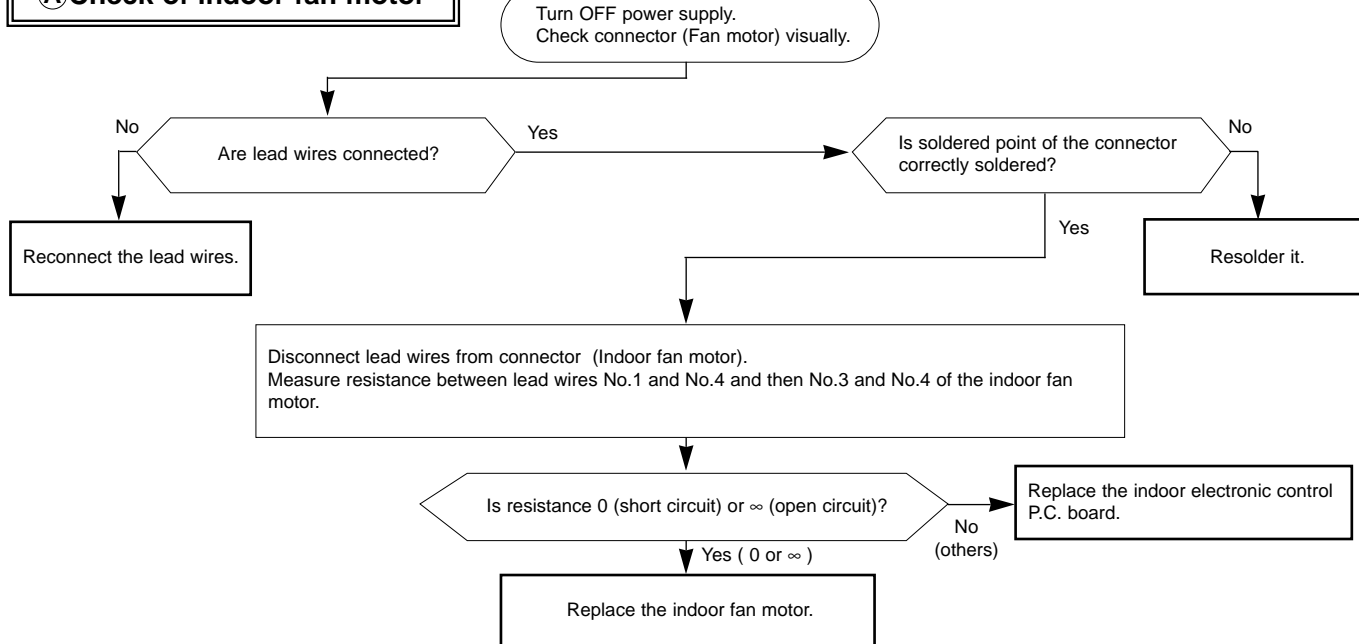 Ⓐ Check of indoor fan motor
Turn OFF power supply.
Check connector (Fan motor) visually.
No
Are lead wires connected?
Yes
Is soldered point of the connector
correctly soldered?
No
Yes
Reconnect the lead wires.
Resolder it.
Disconnect lead wires from connector (Indoor fan motor).
Measure resistance between lead wires No.1 and No.4 and then No.3 and No.4 of the indoor fan
motor.
Is resistance 0 (short circuit) or ∞ (open circuit)?
No
(others)
Replace the indoor electronic control
P.C. board.
Yes ( 0 or ∞ )
Replace the indoor fan motor.